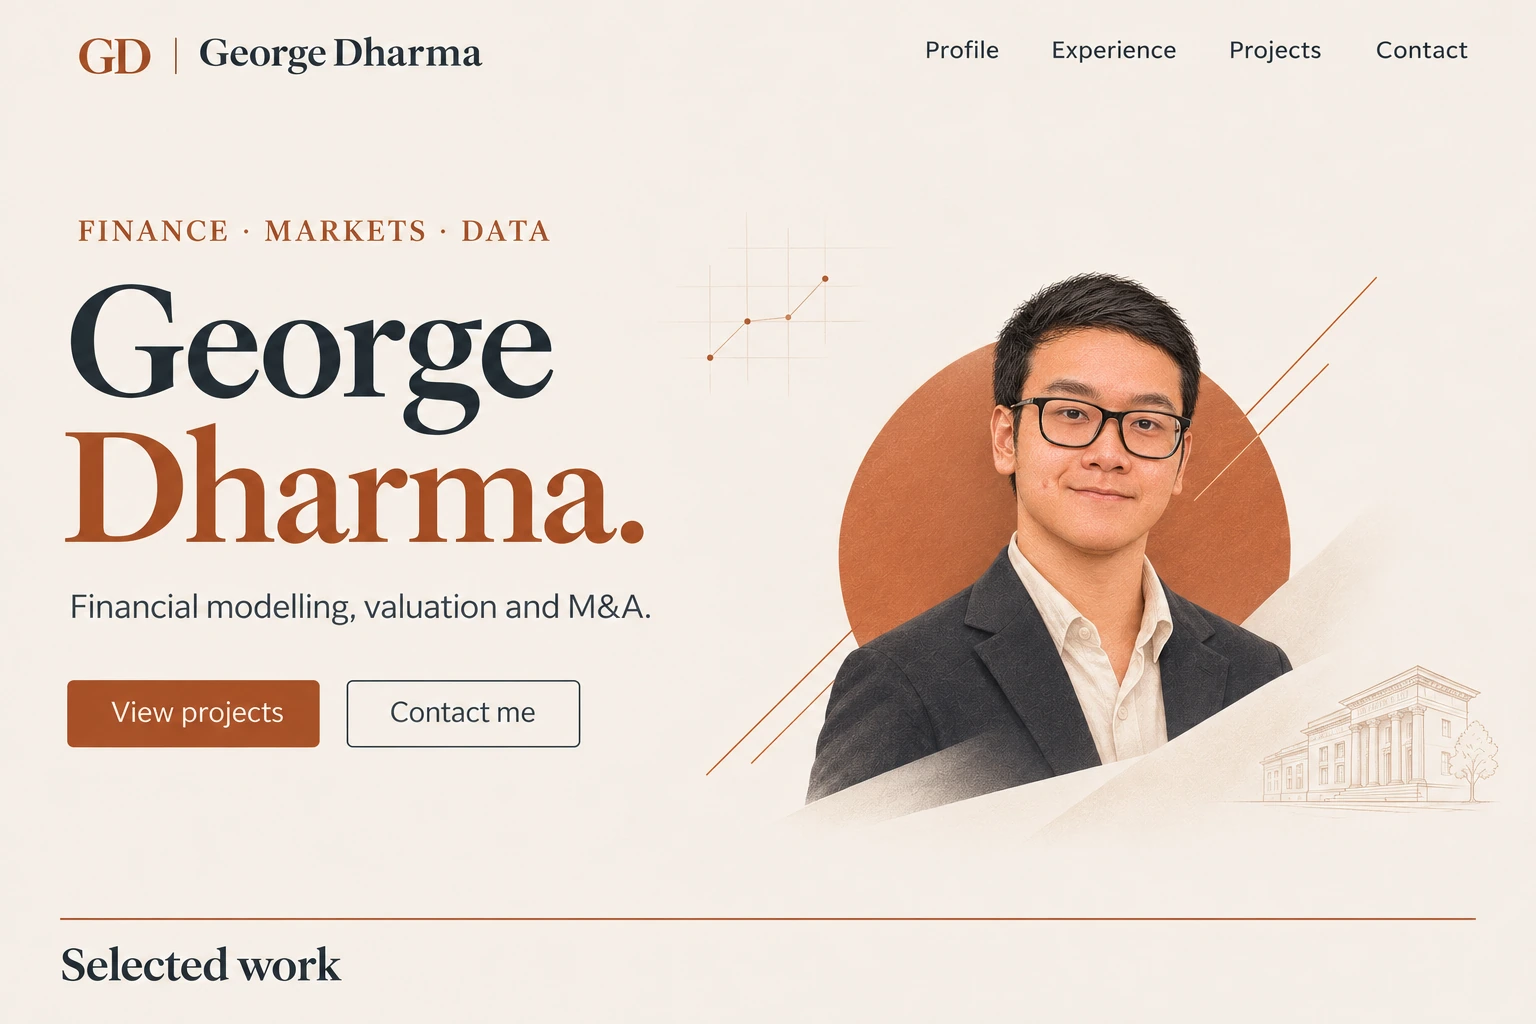 GD | George Dharma
Profile Experience Projects Contact
FINANCE · MARKETS · DATA
George
Dharma.
Financial modelling, valuation and M&A.
View projects
Contact me
Selected work